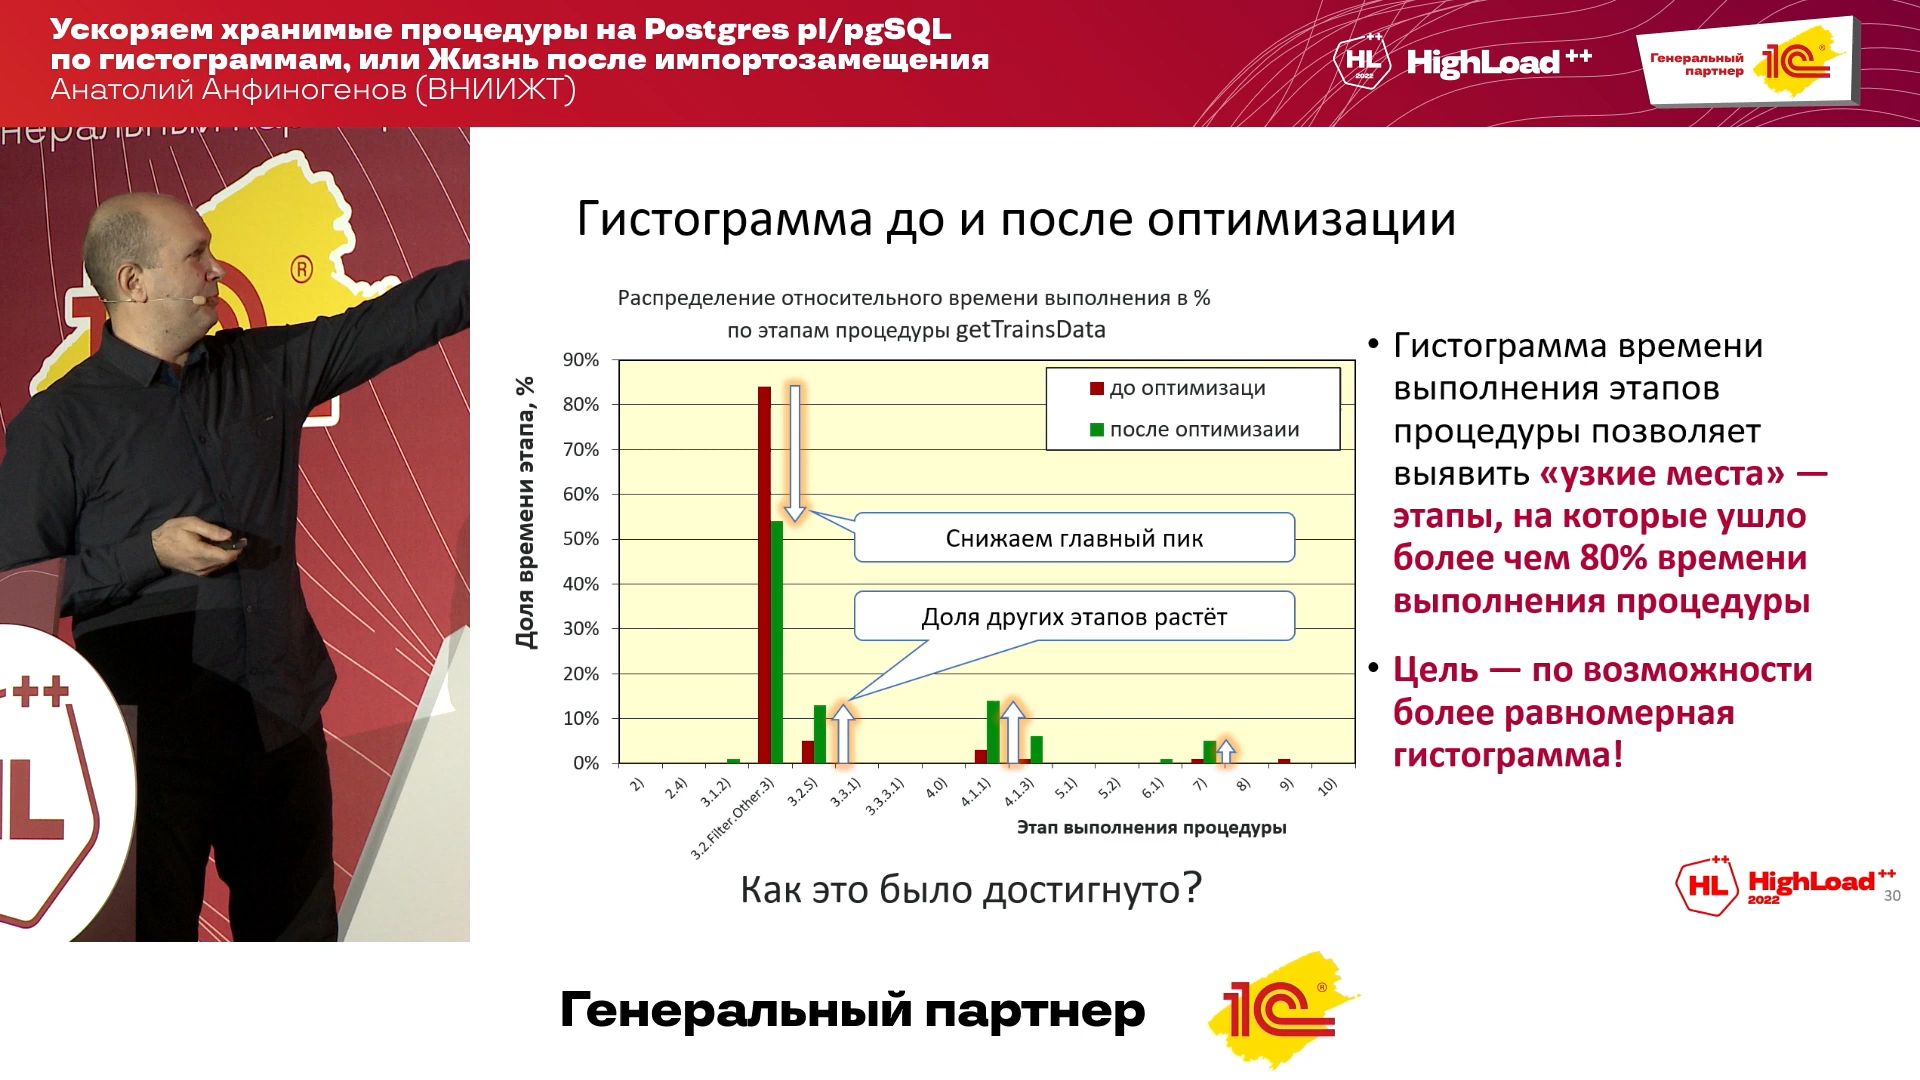 Ускоряем хранимые процедуры на Postgres pl/pgSQL
по гистограммам, или Жизнь после импортозамещения
Анатолий Анфиногенов (ВНИИЖТ)
HL
++
2022
HighLoad++
Генеральный
партнер
1С®
®
++
HL
Гистограмма до и после оптимизации
Распределение относительного времени выполнения в %
по этапам процедуры getTrainsData
Доля времени этапа, %
90%
80%
70%
60%
50%
40%
30%
20%
10%
0%
до оптимизаци
после оптимизаии
Снижаем главный пик
Доля других этапов растёт
2)
2.4)
3.1.2)
3.2.Filter.Other.3)
3.2.5)
3.3.1)
3.3.3.1)
4.0)
4.1.1)
4.1.3)
5.1)
5.2)
6.1)
7)
8)
9)
10)
Этап выполнения процедуры
• Гистограмма времени
выполнения этапов
процедуры позволяет
выявить «узкие места» —
этапы, на которые ушло
более чем 80% времени
выполнения процедуры
• Цель — по возможности
более равномерная
гистограмма!
Как это было достигнуто?
++
HL
HighLoad++
2022
30
Генеральный партнер
1С®